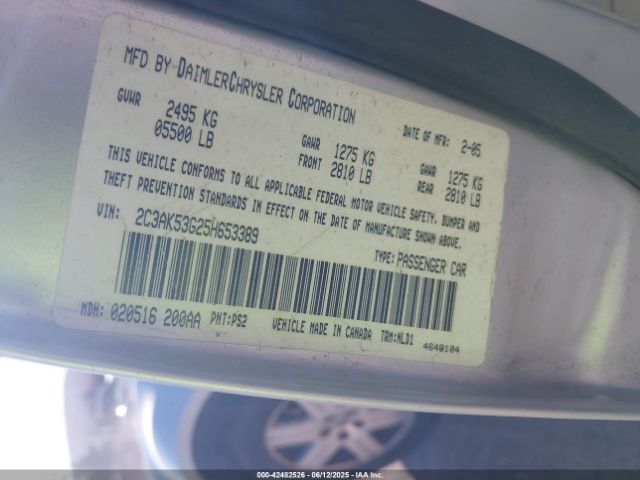 MFD BY DAIMLERCHRYSLER CORPORATION
DATE OF MFR: 2-05
GVWR 2495 KG 05500 LB
GAWR FRONT 1275 KG 2810 LB
GAWR REAR 1275 KG 2810 LB
THIS VEHICLE CONFORMS TO ALL APPLICABLE FEDERAL MOTOR VEHICLE SAFETY, BUMPER AND
THEFT PREVENTION STANDARDS IN EFFECT ON THE DATE OF MANUFACTURE SHOWN ABOVE.
VIN: 2C3AK53G25H653389
TYPE: PASSENGER CAR
MDH: 020516 200AA PNT:PS2 VEHICLE MADE IN CANADA TRM:WLD1
4649104
000-42482526 - 06/12/2025 - IAA Inc.